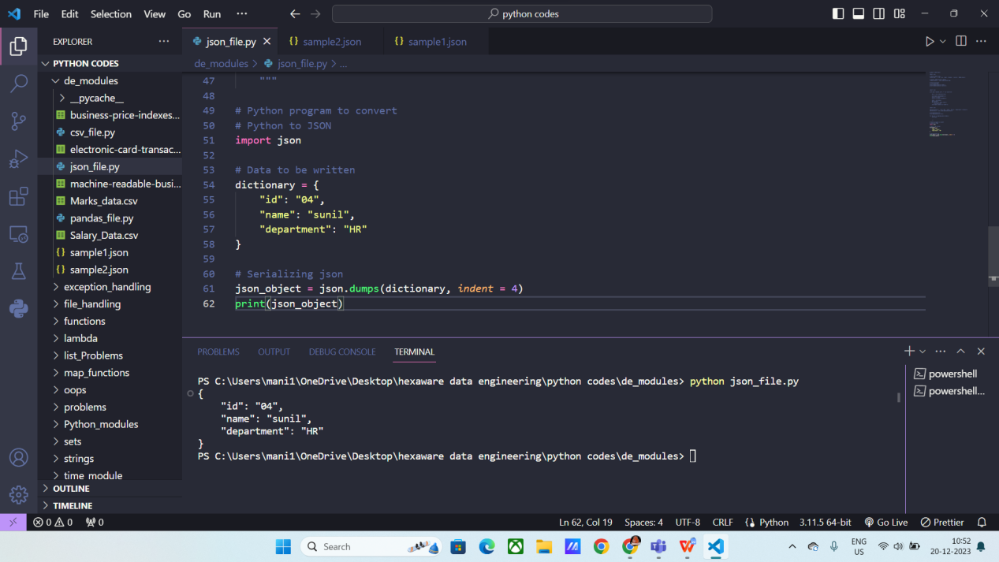 File Edit Selection View Go Run ···
python codes
EXPLORER
PYTHON CODES
de_modules
__pycache__
business-price-indexes...
csv_file.py
electronic-card-transac...
json_file.py
machine-readable-busi...
Marks_data.csv
pandas_file.py
Salary_Data.csv
sample1.json
sample2.json
exception_handling
file_handling
functions
lambda
list_Problems
map_functions
oops
problems
Python_modules
sets
strings
time_module
OUTLINE
TIMELINE
json_file.py {} sample2.json {} sample1.json
de_modules > json_file.py > ...
47 """
48
49 # Python program to convert
50 # Python to JSON
51 import json
52
53 # Data to be written
54 dictionary = {
55 "id": "04",
56 "name": "sunil",
57 "department": "HR"
58 }
59
60 # Serializing json
61 json_object = json.dumps(dictionary, indent = 4)
62 print(json_object)
PROBLEMS OUTPUT DEBUG CONSOLE TERMINAL
PS C:\Users\mani1\OneDrive\Desktop\hexaware data engineering\python codes\de_modules> python json_file.py
{
"id": "04",
"name": "sunil",
"department": "HR"
}
PS C:\Users\mani1\OneDrive\Desktop\hexaware data engineering\python codes\de_modules>
powershell
powershell...
0 0 0 Ln 62, Col 19 Spaces: 4 UTF-8 CRLF {} Python 3.11.5 64-bit Go Live Prettier
Search
ENG
US
10:52
20-12-2023